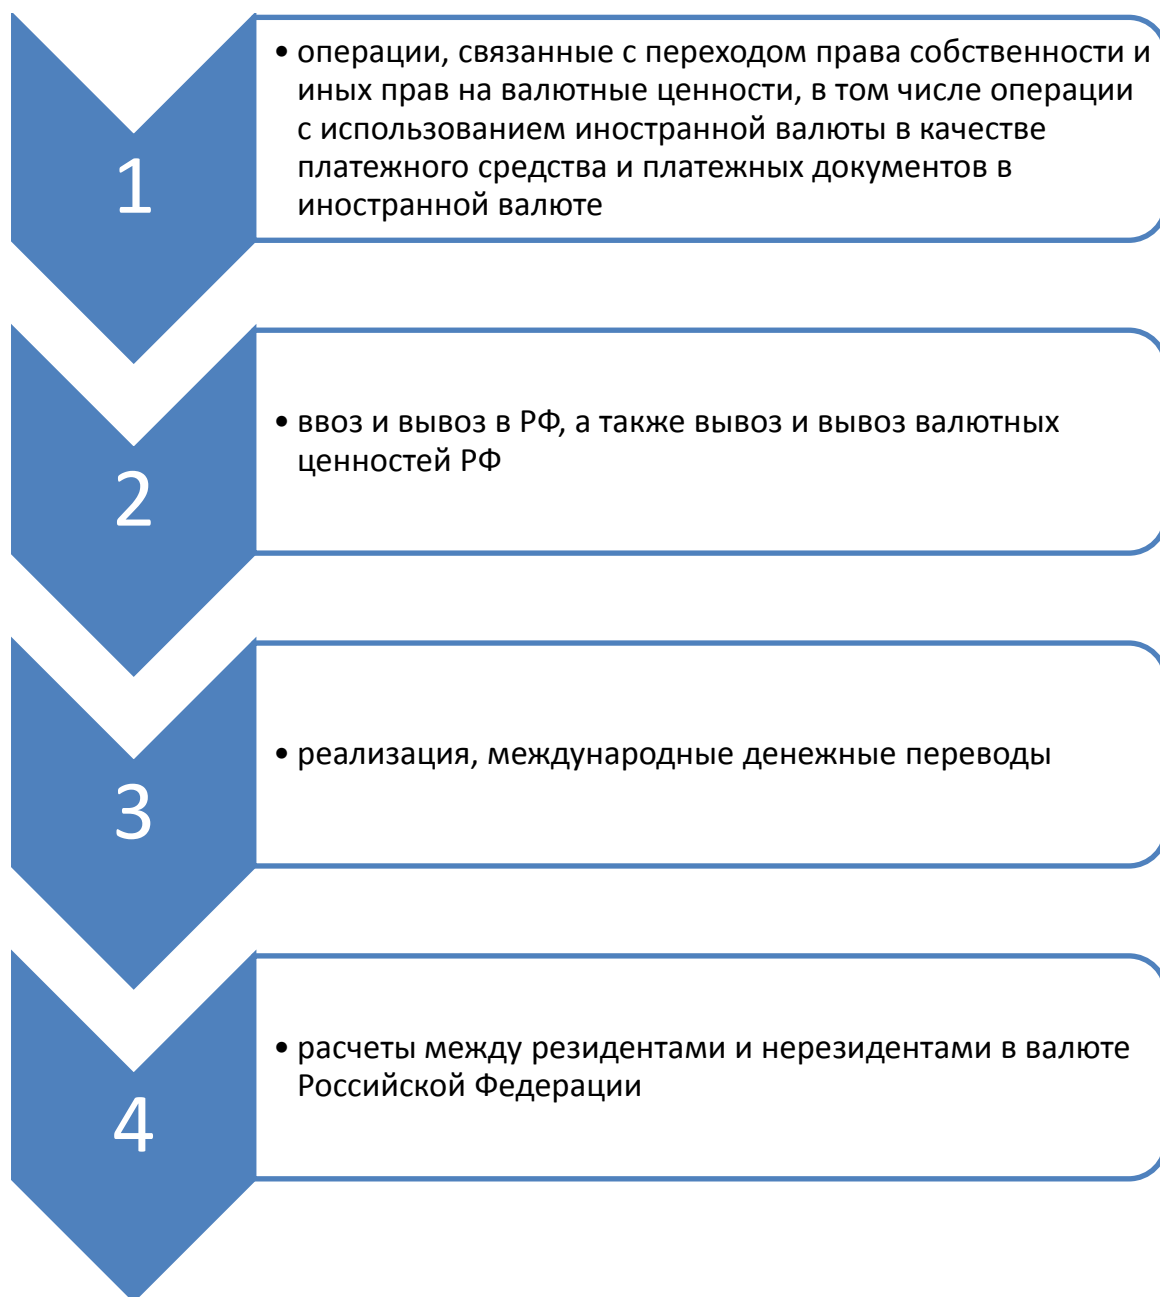 1
• операции, связанные с переходом права собственности и
иных прав на валютные ценности, в том числе операции
с использованием иностранной валюты в качестве
платежного средства и платежных документов в
иностранной валюте
2
• ввоз и вывоз в РФ, а также вывоз и вывоз валютных
ценностей РФ
3
• реализация, международные денежные переводы
4
• расчеты между резидентами и нерезидентами в валюте
Российской Федерации